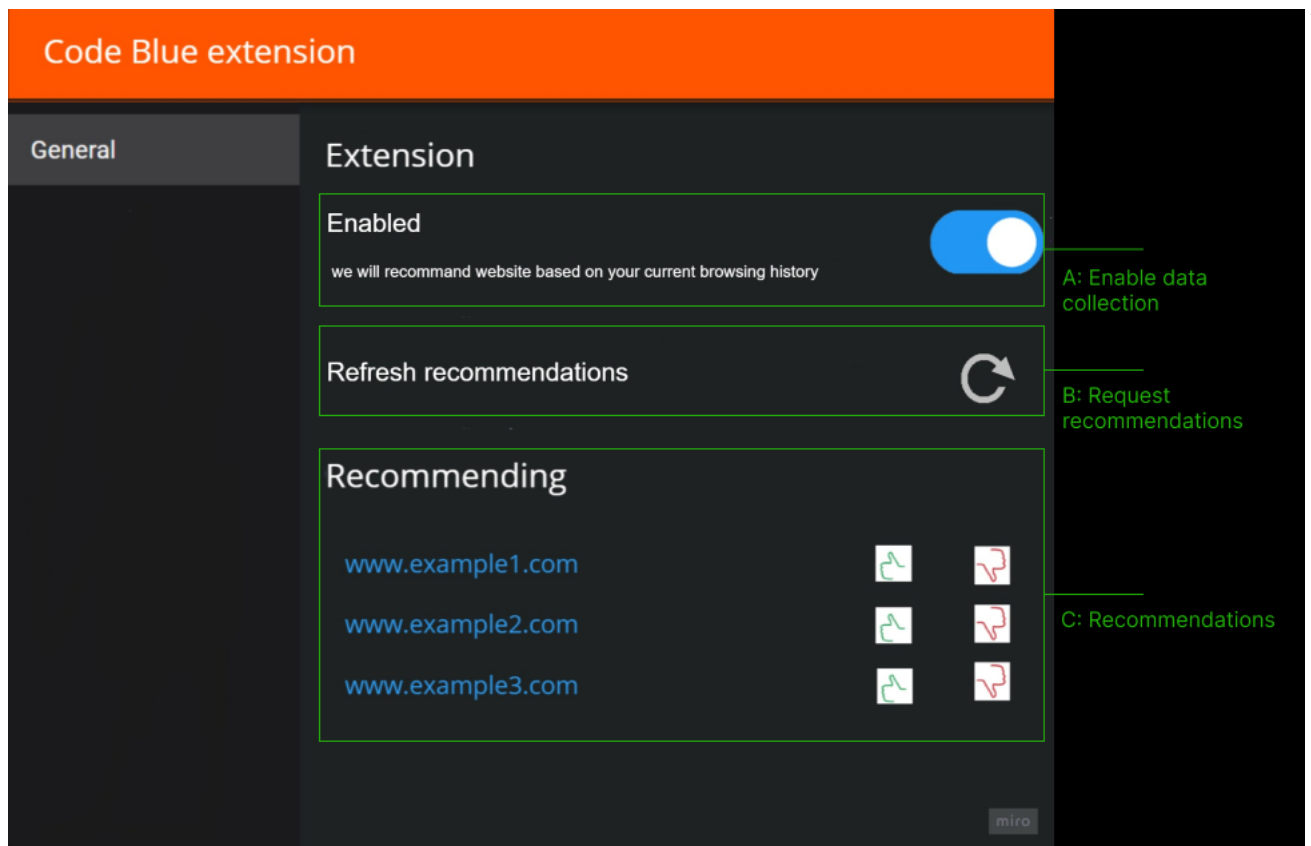 Code Blue extension
General
Extension
Enabled
we will recommand website based on your current browsing history
A: Enable data
collection
Refresh recommendations
B: Request
recommendations
Recommending
www.example1.com
www.example2.com
C: Recommendations
www.example3.com
miro